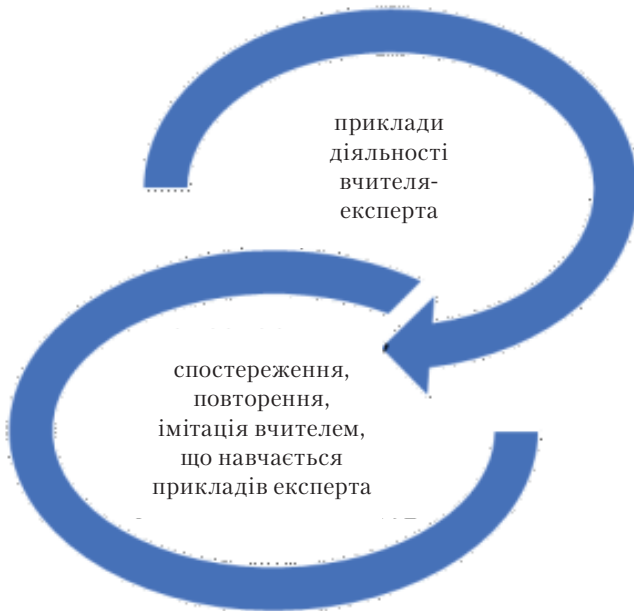 приклади
діяльності
вчителя-
експерта
спостереження,
повторення,
імітація вчителем,
що навчається
прикладів експерта